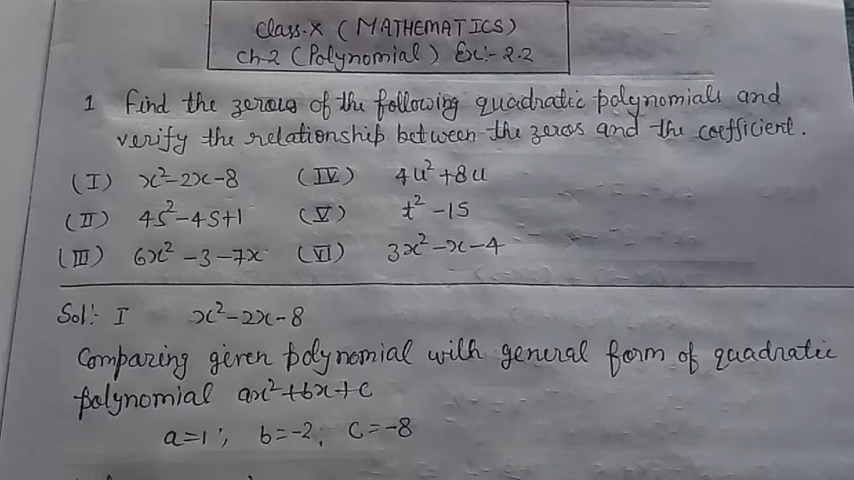 Class-X (MATHEMATICS)
Ch-2 (Polynomial) Ex:- 2.2
1 Find the zeroes of the following quadratic polynomials and
verify the relationship between the zeros and the coefficient.
(I) x²-2x-8 (IV) 4u²+8u
(II) 4s²-4s+1 (V) t²-15
(III) 6x²-3-7x (VI) 3x²-x-4
Sol:- I x²-2x-8
Comparing given polynomial with general form of quadratic
polynomial ax²+bx+c
a=1; b=-2; c=-8